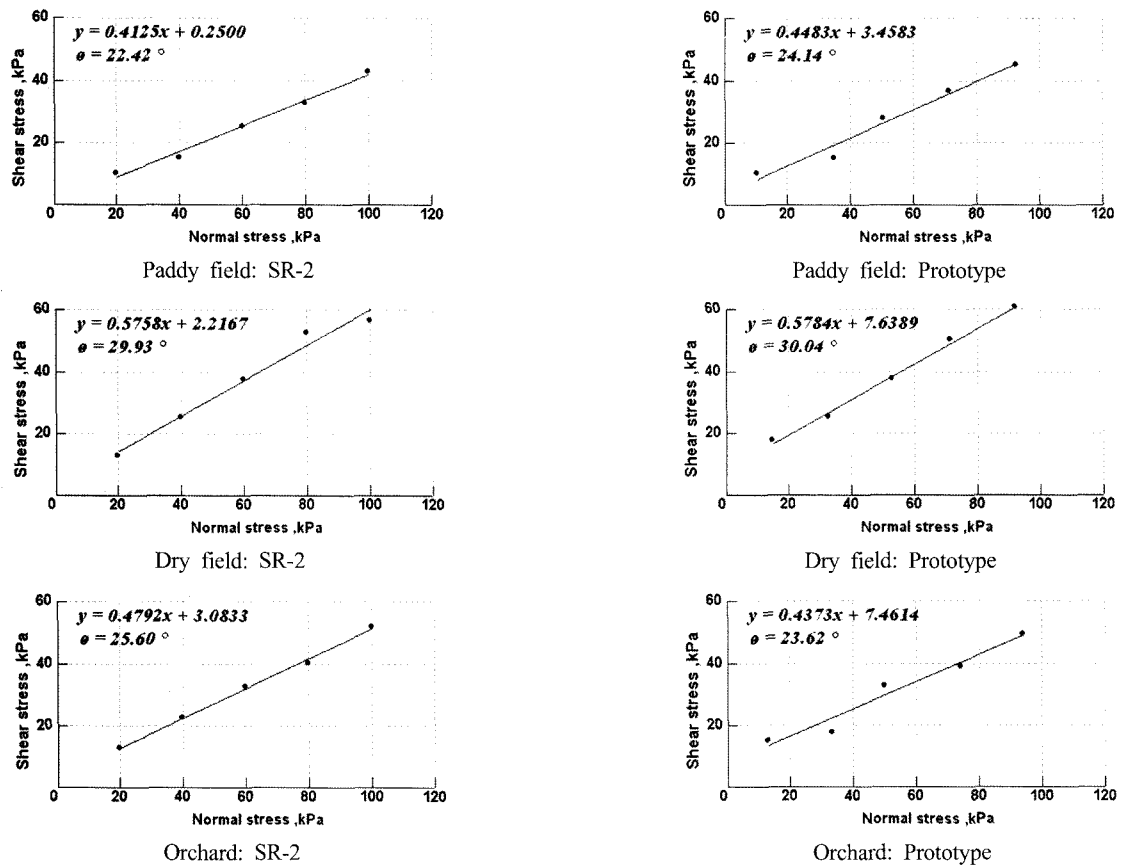 60
y = 0.4125x + 0.2500
ɵ = 22.42 °
40
20
Shear stress ,kPa
0 20 40 60 80 100 120
Normal stress ,kPa
Paddy field: SR-2
60
y = 0.4483x + 3.4583
ɵ = 24.14 °
40
20
Shear stress ,kPa
0 20 40 60 80 100 120
Normal stress ,kPa
Paddy field: Prototype
60
y = 0.5758x + 2.2167
ɵ = 29.93 °
40
20
Shear stress ,kPa
0 20 40 60 80 100 120
Normal stress ,kPa
Dry field: SR-2
60
y = 0.5784x + 7.6389
ɵ = 30.04 °
40
20
Shear stress ,kPa
0 20 40 60 80 100 120
Normal stress ,kPa
Dry field: Prototype
60
y = 0.4792x + 3.0833
ɵ = 25.60 °
40
20
Shear stress ,kPa
0 20 40 60 80 100 120
Normal stress ,kPa
Orchard: SR-2
60
y = 0.4373x + 7.4614
ɵ = 23.62 °
40
20
Shear stress ,kPa
0 20 40 60 80 100 120
Normal stress ,kPa
Orchard: Prototype